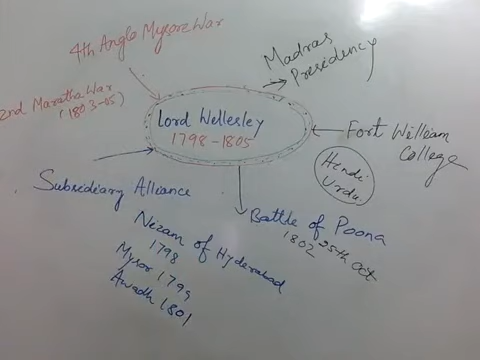 4th Anglo Mysore War
Madras
Presidency
2nd Maratha War
(1803-05)
Lord Wellesley
1798-1805
Fort William
College
Hindi
Urdu
Subsidiary Alliance
Nizam of Hyderabad
1798
Mysor 1799
Awadh 1801
Battle of Poona
1802 25th Oct